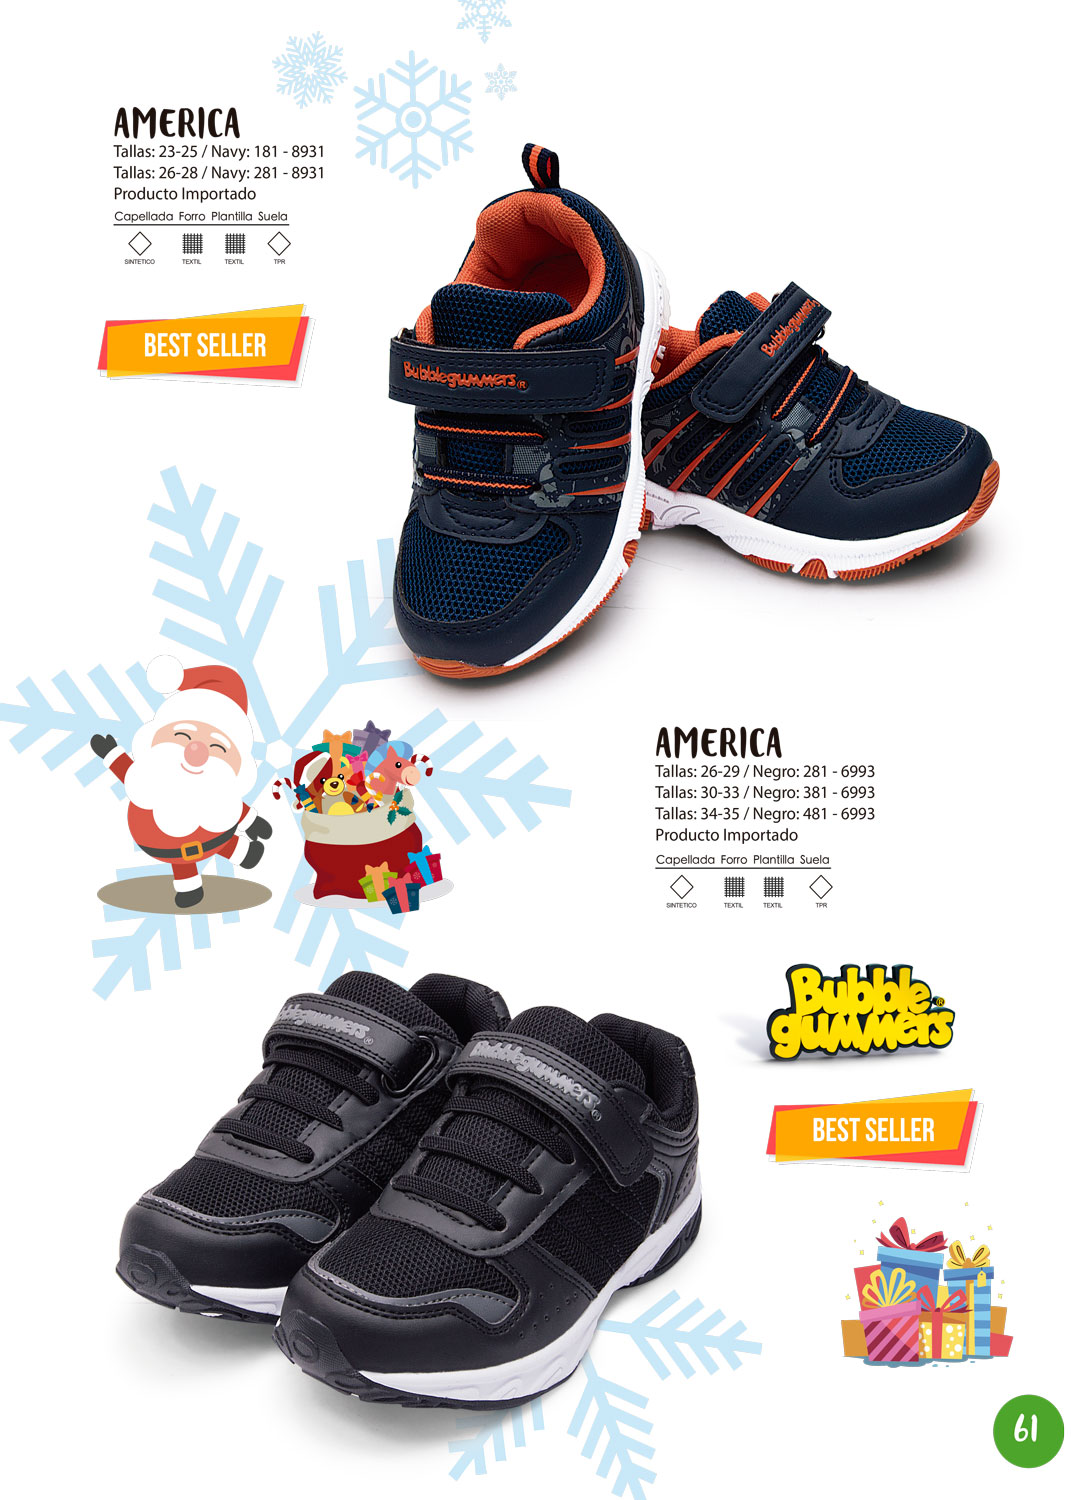 AMERICA
Tallas: 23-25 / Navy: 181 - 8931
Tallas: 26-28 / Navy: 281 - 8931
Producto Importado
Capellada Forro Plantilla Suela
SINTETICO TEXTIL TEXTIL TPR
BEST SELLER
Bubblegummers®
Bubblegummers
AMERICA
Tallas: 26-29 / Negro: 281 - 6993
Tallas: 30-33 / Negro: 381 - 6993
Tallas: 34-35 / Negro: 481 - 6993
Producto Importado
Capellada Forro Plantilla Suela
SINTETICO TEXTIL TEXTIL TPR
Bubble®
gummers
BEST SELLER
Bubblegummers®
Bubblegummers®
61